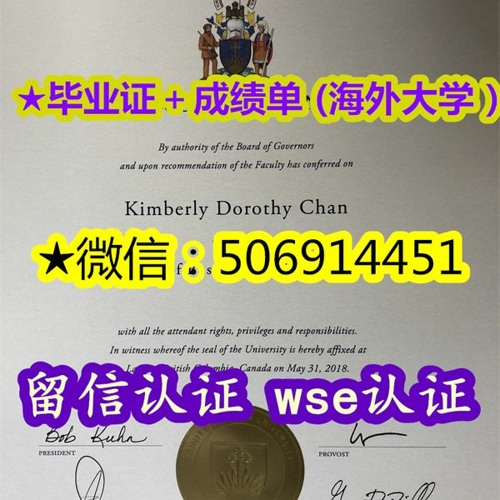 ★毕业证+成绩单(海外大学)
By authority of the Board of Governors
and upon recommendation of the Faculty has conferred on
Kimberly Dorothy Chan
★微信:506914451
with all the attendant rights, privileges and responsibilities.
In witness whereof the seal of the University is hereby affixed at
Canada on May 31, 2018.
留信认证 wse认证
Bob Kuhn
PRESIDENT
PROVOST